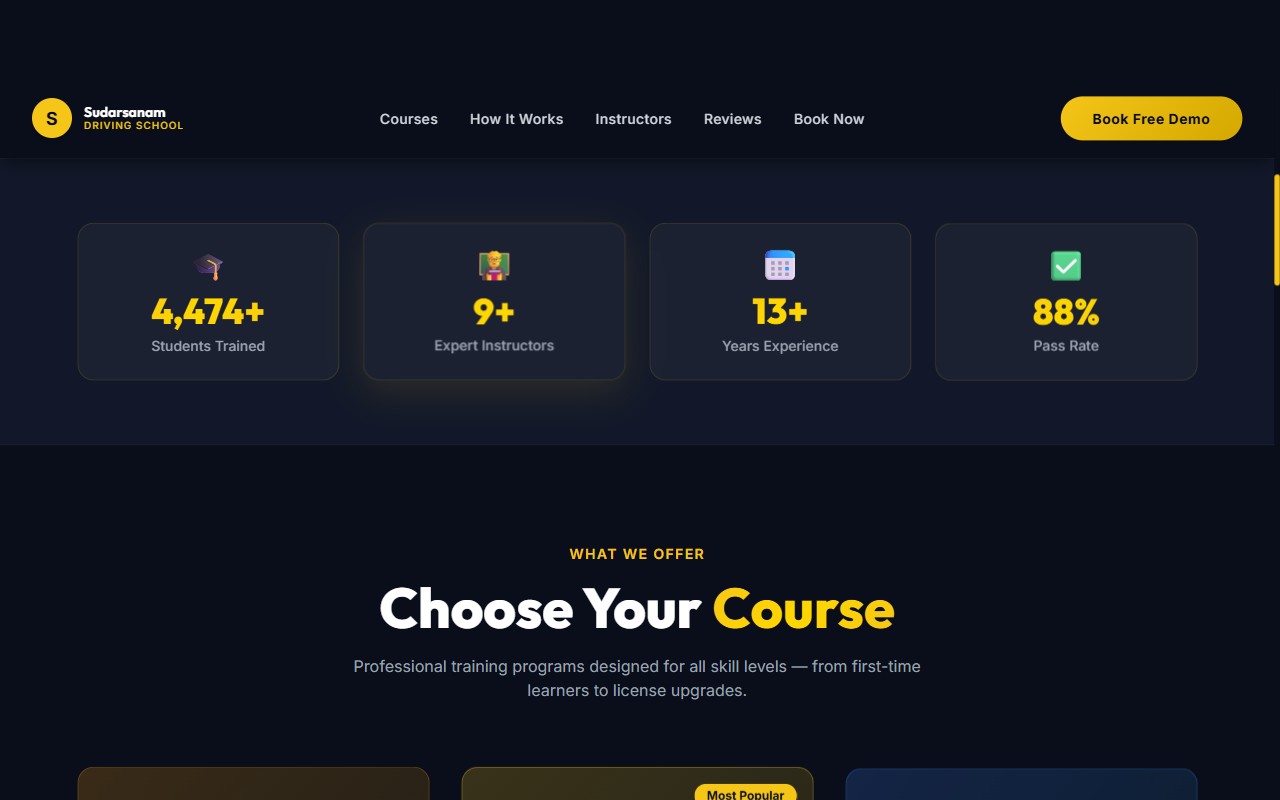 S
Sudarsanam
DRIVING SCHOOL
Courses
How It Works
Instructors
Reviews
Book Now
Book Free Demo
4,474+
Students Trained
9+
Expert Instructors
13+
Years Experience
88%
Pass Rate
WHAT WE OFFER
Choose Your Course
Professional training programs designed for all skill levels — from first-time
learners to license upgrades.
Most Popular